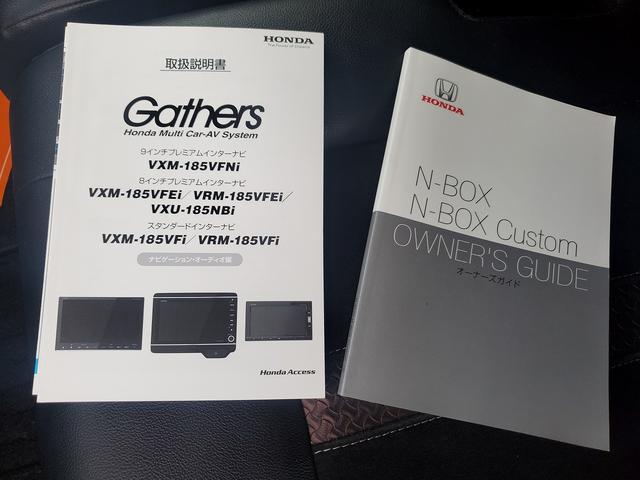 HONDA
The Power of Dreams
取扱説明書
Gathers
Honda Multi Car-AV System
9インチプレミアムインターナビ
VXM-185VFNi
8インチプレミアムインターナビ
VXM-185VFEi/VRM-185VFEi/
VXU-185NBi
スタンダードインターナビ
VXM-185VFi/VRM-185VFi
ナビゲーション・オーディオ編
Honda Access
HONDA
N-BOX
N-BOX Custom
OWNER'S GUIDE
オーナーズガイド